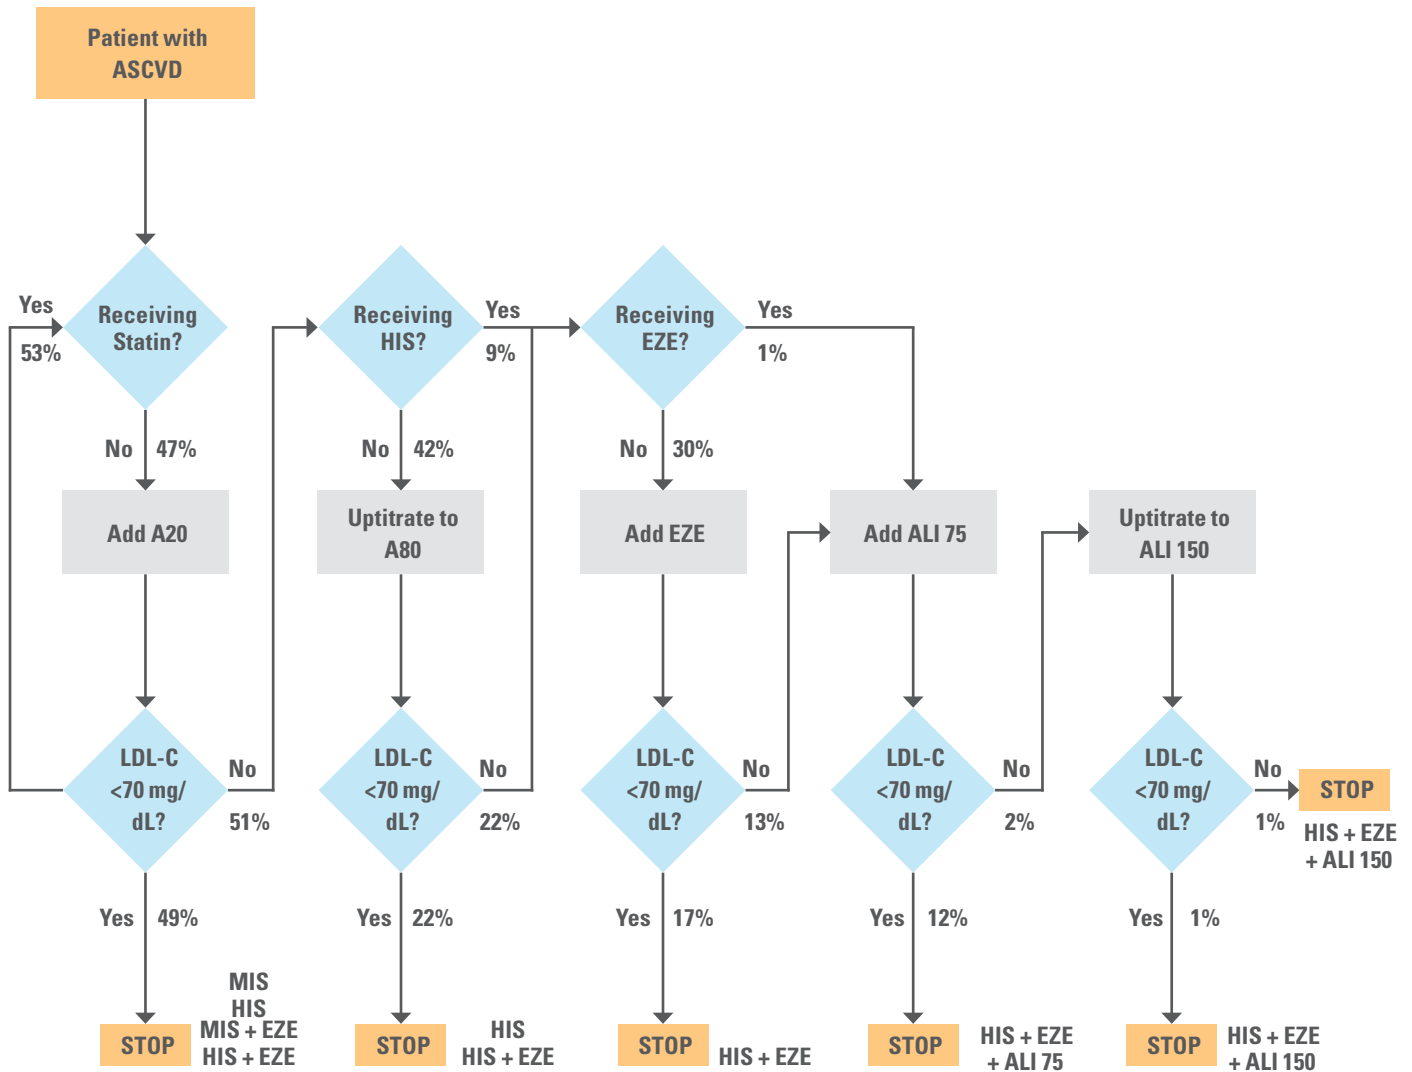 Patient with
ASCVD
Yes
53%
Receiving
Statin?
No 47%
Add A20
LDL-C
<70 mg/
dL?
No
51%
Yes 49%
STOP
MIS
HIS
MIS + EZE
HIS + EZE
Receiving
HIS?
Yes
9%
No 42%
Uptitrate to
A80
LDL-C
<70 mg/
dL?
No
22%
Yes 22%
STOP
HIS
HIS + EZE
Receiving
EZE?
Yes
1%
No 30%
Add EZE
LDL-C
<70 mg/
dL?
No
13%
Yes 17%
STOP
HIS + EZE
Add ALI 75
LDL-C
<70 mg/
dL?
No
2%
Yes 12%
STOP
HIS + EZE
+ ALI 75
Uptitrate to
ALI 150
LDL-C
<70 mg/
dL?
No
1%
STOP
HIS + EZE
+ ALI 150
Yes 1%
STOP
HIS + EZE
+ ALI 150